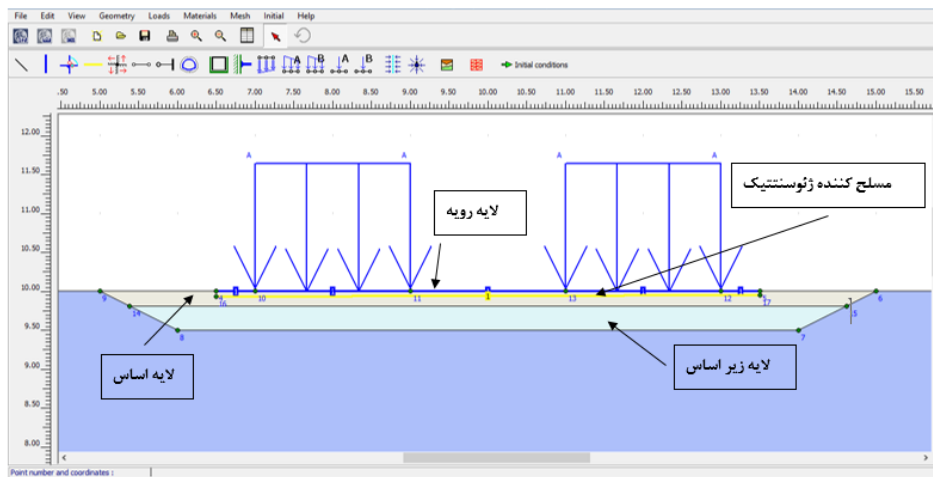 File Edit View Geometry Loads Materials Mesh Initial Help
Initial conditions
.50 5.00 5.50 6.00 6.50 7.00 7.50 8.00 8.50 9.00 9.50 10.00 10.50 11.00 11.50 12.00 12.50 13.00 13.50 14.00 14.50 15.00 15.50
12.00
A A A A
11.50
مسلح کننده ژئوسنتتیک
لایه رویه
11.00
10.50
10.00
9 4 10 11 1 13 12 5 6
16 17
14 15
9.50
8 7
9.00
لایه اساس
لایه زیر اساس
8.50
8.00
Point number and coordinates :